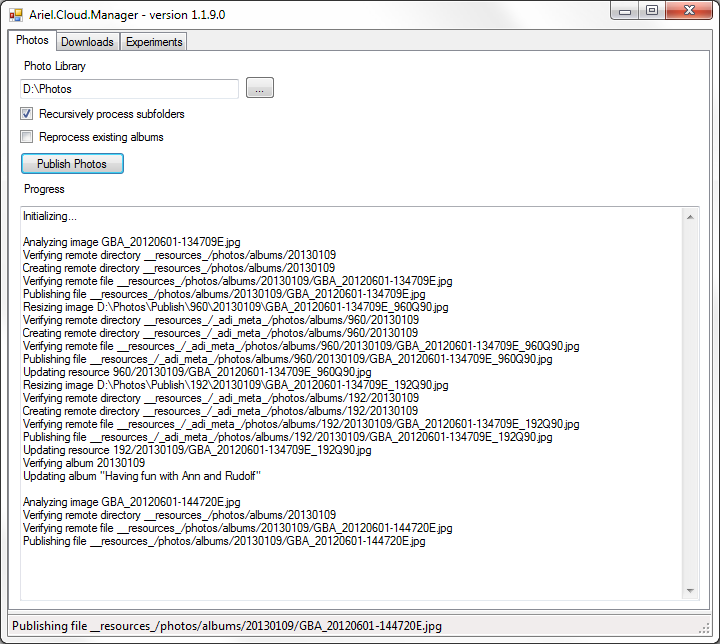 Ariel.Cloud.Manager - version 1.1.9.0
Photos Downloads Experiments
Photo Library
D:\Photos ...
Recursively process subfolders
Reprocess existing albums
Publish Photos
Progress
Initializing...
Analyzing image GBA_20120601-134709E.jpg
Verifying remote directory __resources_/photos/albums/20130109
Creating remote directory __resources_/photos/albums/20130109
Verifying remote file __resources_/photos/albums/20130109/GBA_20120601-134709E.jpg
Publishing file __resources_/photos/albums/20130109/GBA_20120601-134709E.jpg
Resizing image D:\Photos\Publish\960\20130109\GBA_20120601-134709E_960Q90.jpg
Verifying remote directory __resources_/_adi_meta_/photos/albums/960/20130109
Creating remote directory __resources_/_adi_meta_/photos/albums/960/20130109
Verifying remote file __resources_/_adi_meta_/photos/albums/960/20130109/GBA_20120601-134709E_960Q90.jpg
Publishing file __resources_/_adi_meta_/photos/albums/960/20130109/GBA_20120601-134709E_960Q90.jpg
Updating resource 960/20130109/GBA_20120601-134709E_960Q90.jpg
Resizing image D:\Photos\Publish\192\20130109\GBA_20120601-134709E_192Q90.jpg
Verifying remote directory __resources_/_adi_meta_/photos/albums/192/20130109
Creating remote directory __resources_/_adi_meta_/photos/albums/192/20130109
Verifying remote file __resources_/_adi_meta_/photos/albums/192/20130109/GBA_20120601-134709E_192Q90.jpg
Publishing file __resources_/_adi_meta_/photos/albums/192/20130109/GBA_20120601-134709E_192Q90.jpg
Updating resource 192/20130109/GBA_20120601-134709E_192Q90.jpg
Verifying album 20130109
Updating album "Having fun with Ann and Rudolf"
Analyzing image GBA_20120601-144720E.jpg
Verifying remote directory __resources_/photos/albums/20130109
Verifying remote file __resources_/photos/albums/20130109/GBA_20120601-144720E.jpg
Publishing file __resources_/photos/albums/20130109/GBA_20120601-144720E.jpg
Publishing file __resources_/photos/albums/20130109/GBA_20120601-144720E.jpg